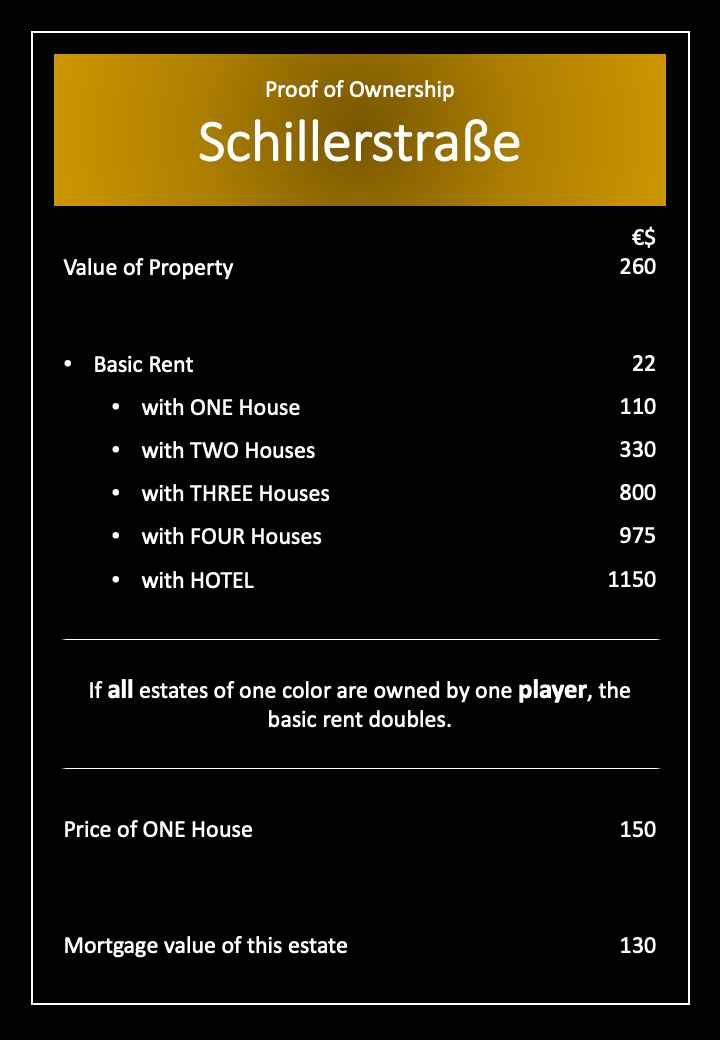 Proof of Ownership
Schillerstraße
€$
Value of Property 260
• Basic Rent 22
• with ONE House 110
• with TWO Houses 330
• with THREE Houses 800
• with FOUR Houses 975
• with HOTEL 1150
If all estates of one color are owned by one player, the
basic rent doubles.
Price of ONE House 150
Mortgage value of this estate 130